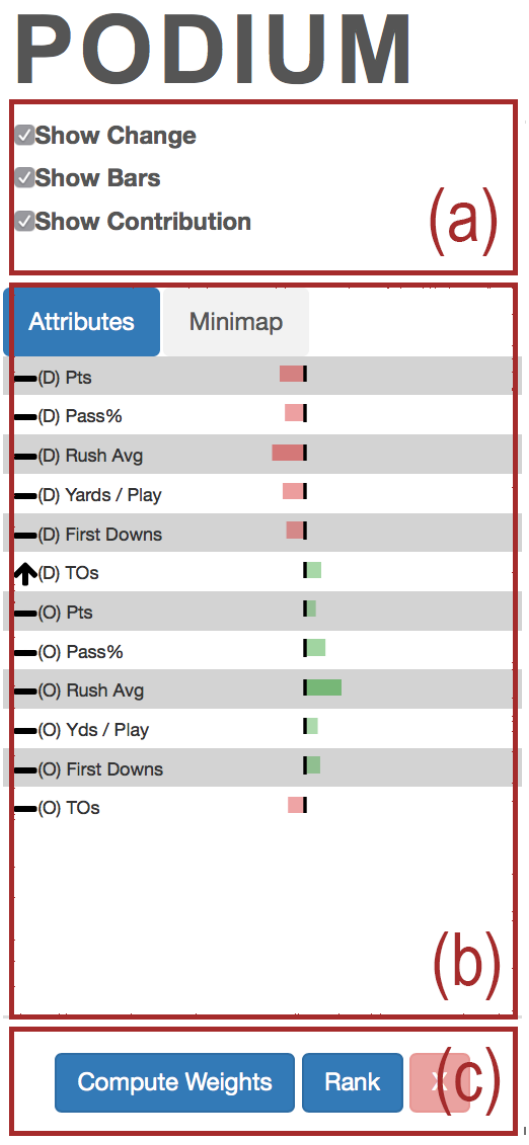 PODIUM
Show Change
Show Bars
Show Contribution
(a)
Attributes Minimap
(D) Pts
(D) Pass%
(D) Rush Avg
(D) Yards / Play
(D) First Downs
(D) TOs
(O) Pts
(O) Pass%
(O) Rush Avg
(O) Yds / Play
(O) First Downs
(O) TOs
(b)
Compute Weights Rank X
(c)